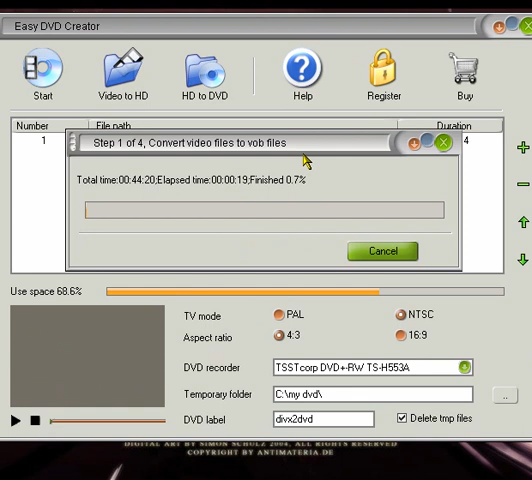 Easy DVD Creator
Start Video to HD HD to DVD Help Register Buy
Number File path Duration
1 4
Step 1 of 4, Convert video files to vob files
Total time:00:44:20;Elapsed time:00:00:19;Finished 0.7%
Cancel
Use space 68.6%
TV mode PAL NTSC
Aspect ratio 4:3 16:9
DVD recorder TSSTcorp DVD+-RW TS-H553A
Temporary folder C:\my dvd\ ..
DVD label divx2dvd Delete tmp files
DIGITAL ART BY SIMON SCHULZ 2004, ALL RIGHTS RESERVED
COPYRIGHT BY ANTIMATERIA.DE